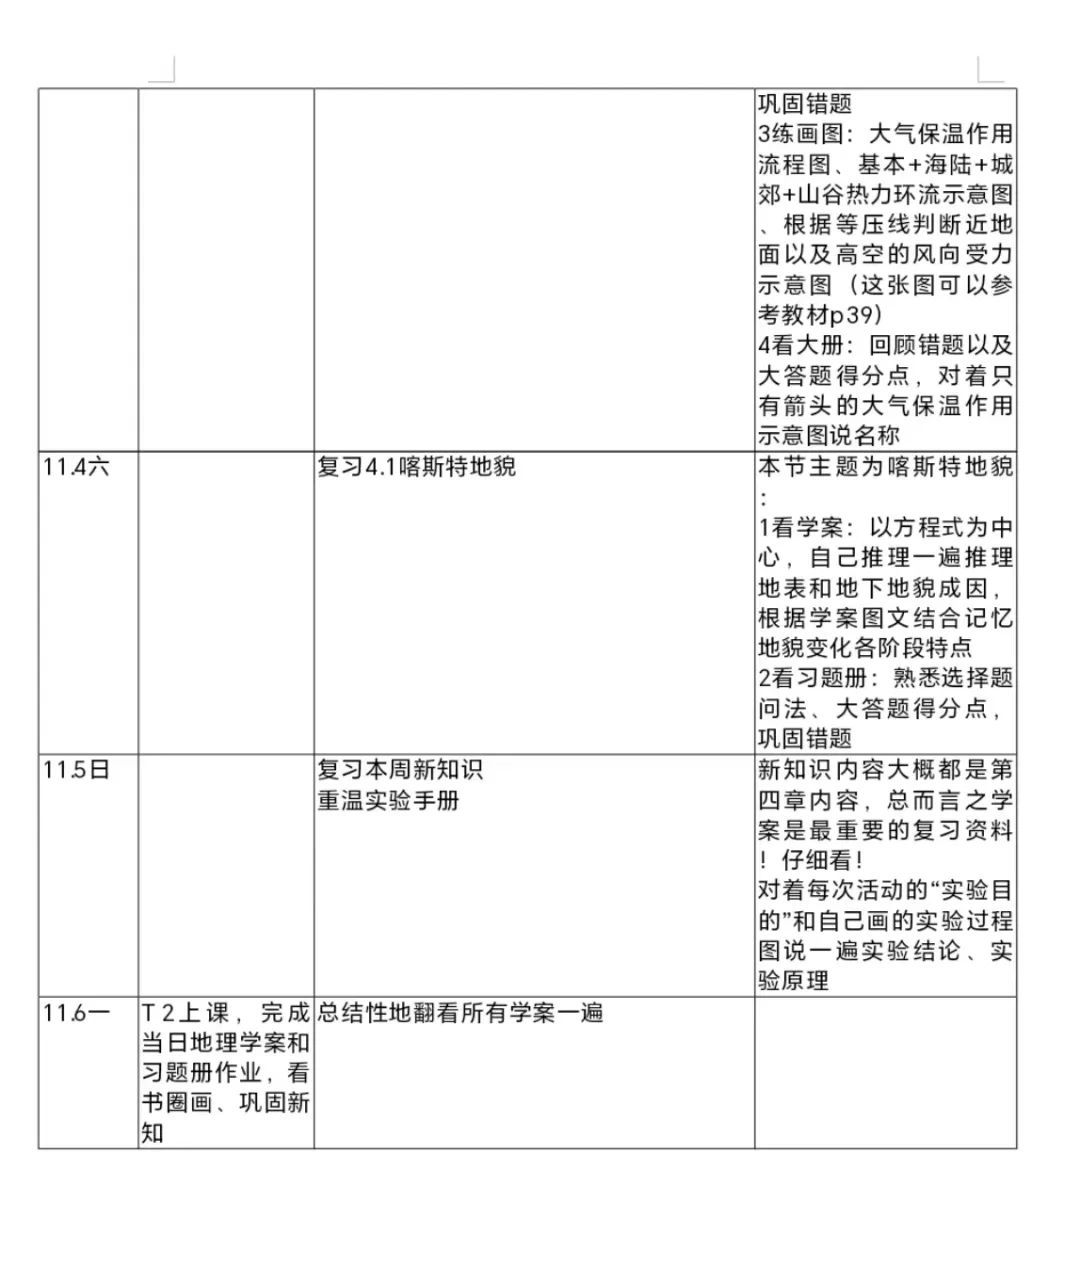 巩固错题
3练画图：大气保温作用
流程图、基本+海陆+城
郊+山谷热力环流示意图
、根据等压线判断近地
面以及高空的风向受力
示意图（这张图可以参
考教材p39）
4看大册：回顾错题以及
大答题得分点，对着只
有箭头的大气保温作用
示意图说名称
11.4六
复习4.1喀斯特地貌
本节主题为喀斯特地貌
：
1看学案：以方程式为中
心，自己推理一遍推理
地表和地下地貌成因，
根据学案图文结合记忆
地貌变化各阶段特点
2看习题册：熟悉选择题
问法、大答题得分点，
巩固错题
11.5日
复习本周新知识
重温实验手册
新知识内容大概都是第
四章内容，总而言之学
案是最重要的复习资料
！仔细看！
对着每次活动的“实验目
的”和自己画的实验过程
图说一遍实验结论、实
验原理
11.6一
T2上课，完成
当日地理学案和
习题册作业，看
书圈画、巩固新
知
总结性地翻看所有学案一遍